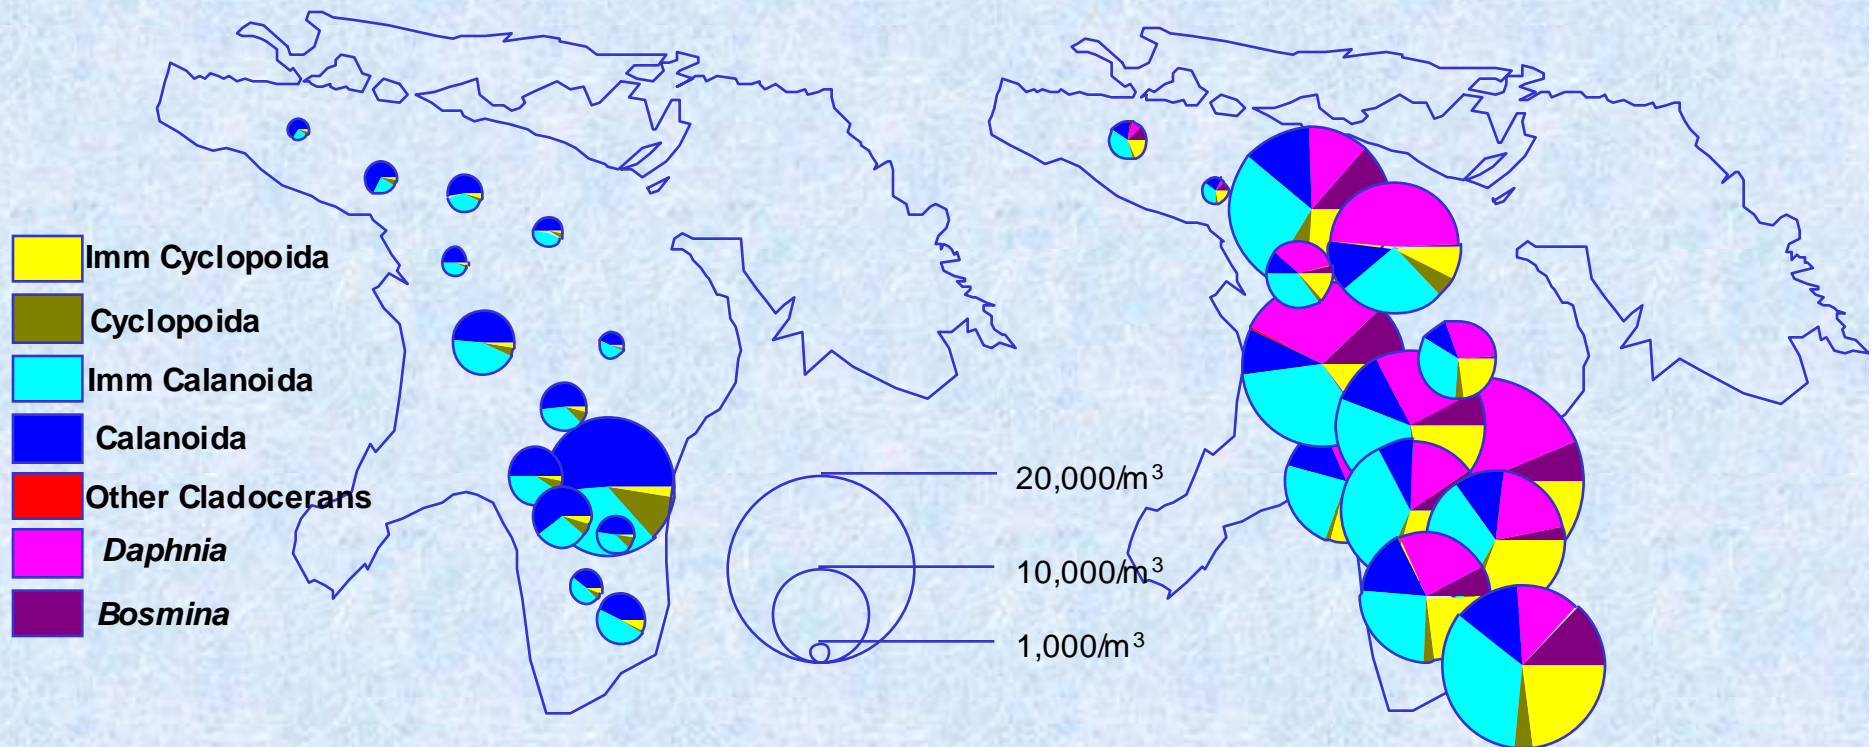 Imm Cyclopoida
Cyclopoida
Imm Calanoida
Calanoida
Other Cladocerans
Daphnia
Bosmina
20,000/m³
10,000/m³
1,000/m³